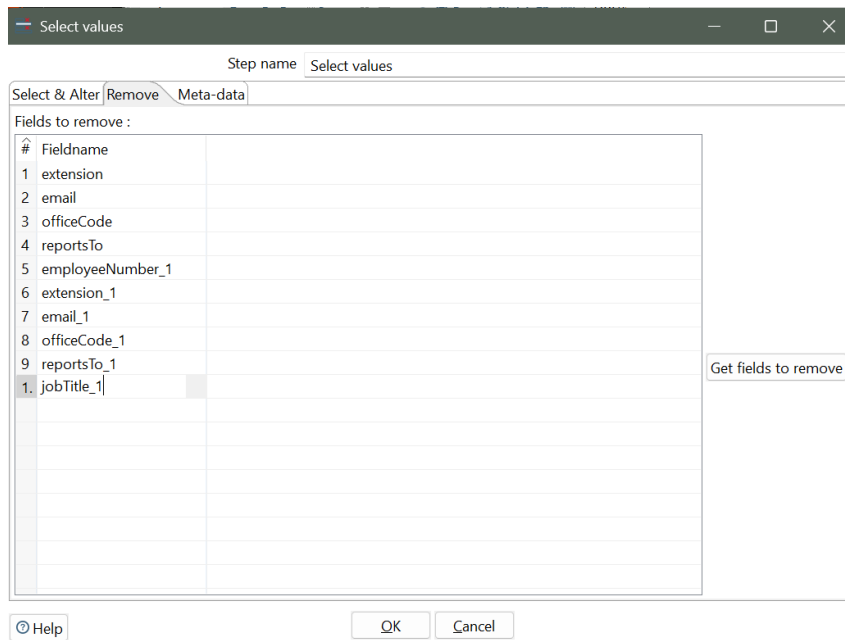 Select values
Step name Select values
Select & Alter Remove Meta-data
Fields to remove :
# Fieldname
1 extension
2 email
3 officeCode
4 reportsTo
5 employeeNumber_1
6 extension_1
7 email_1
8 officeCode_1
9 reportsTo_1
Get fields to remove
1. jobTitle_1
Help
OK
Cancel